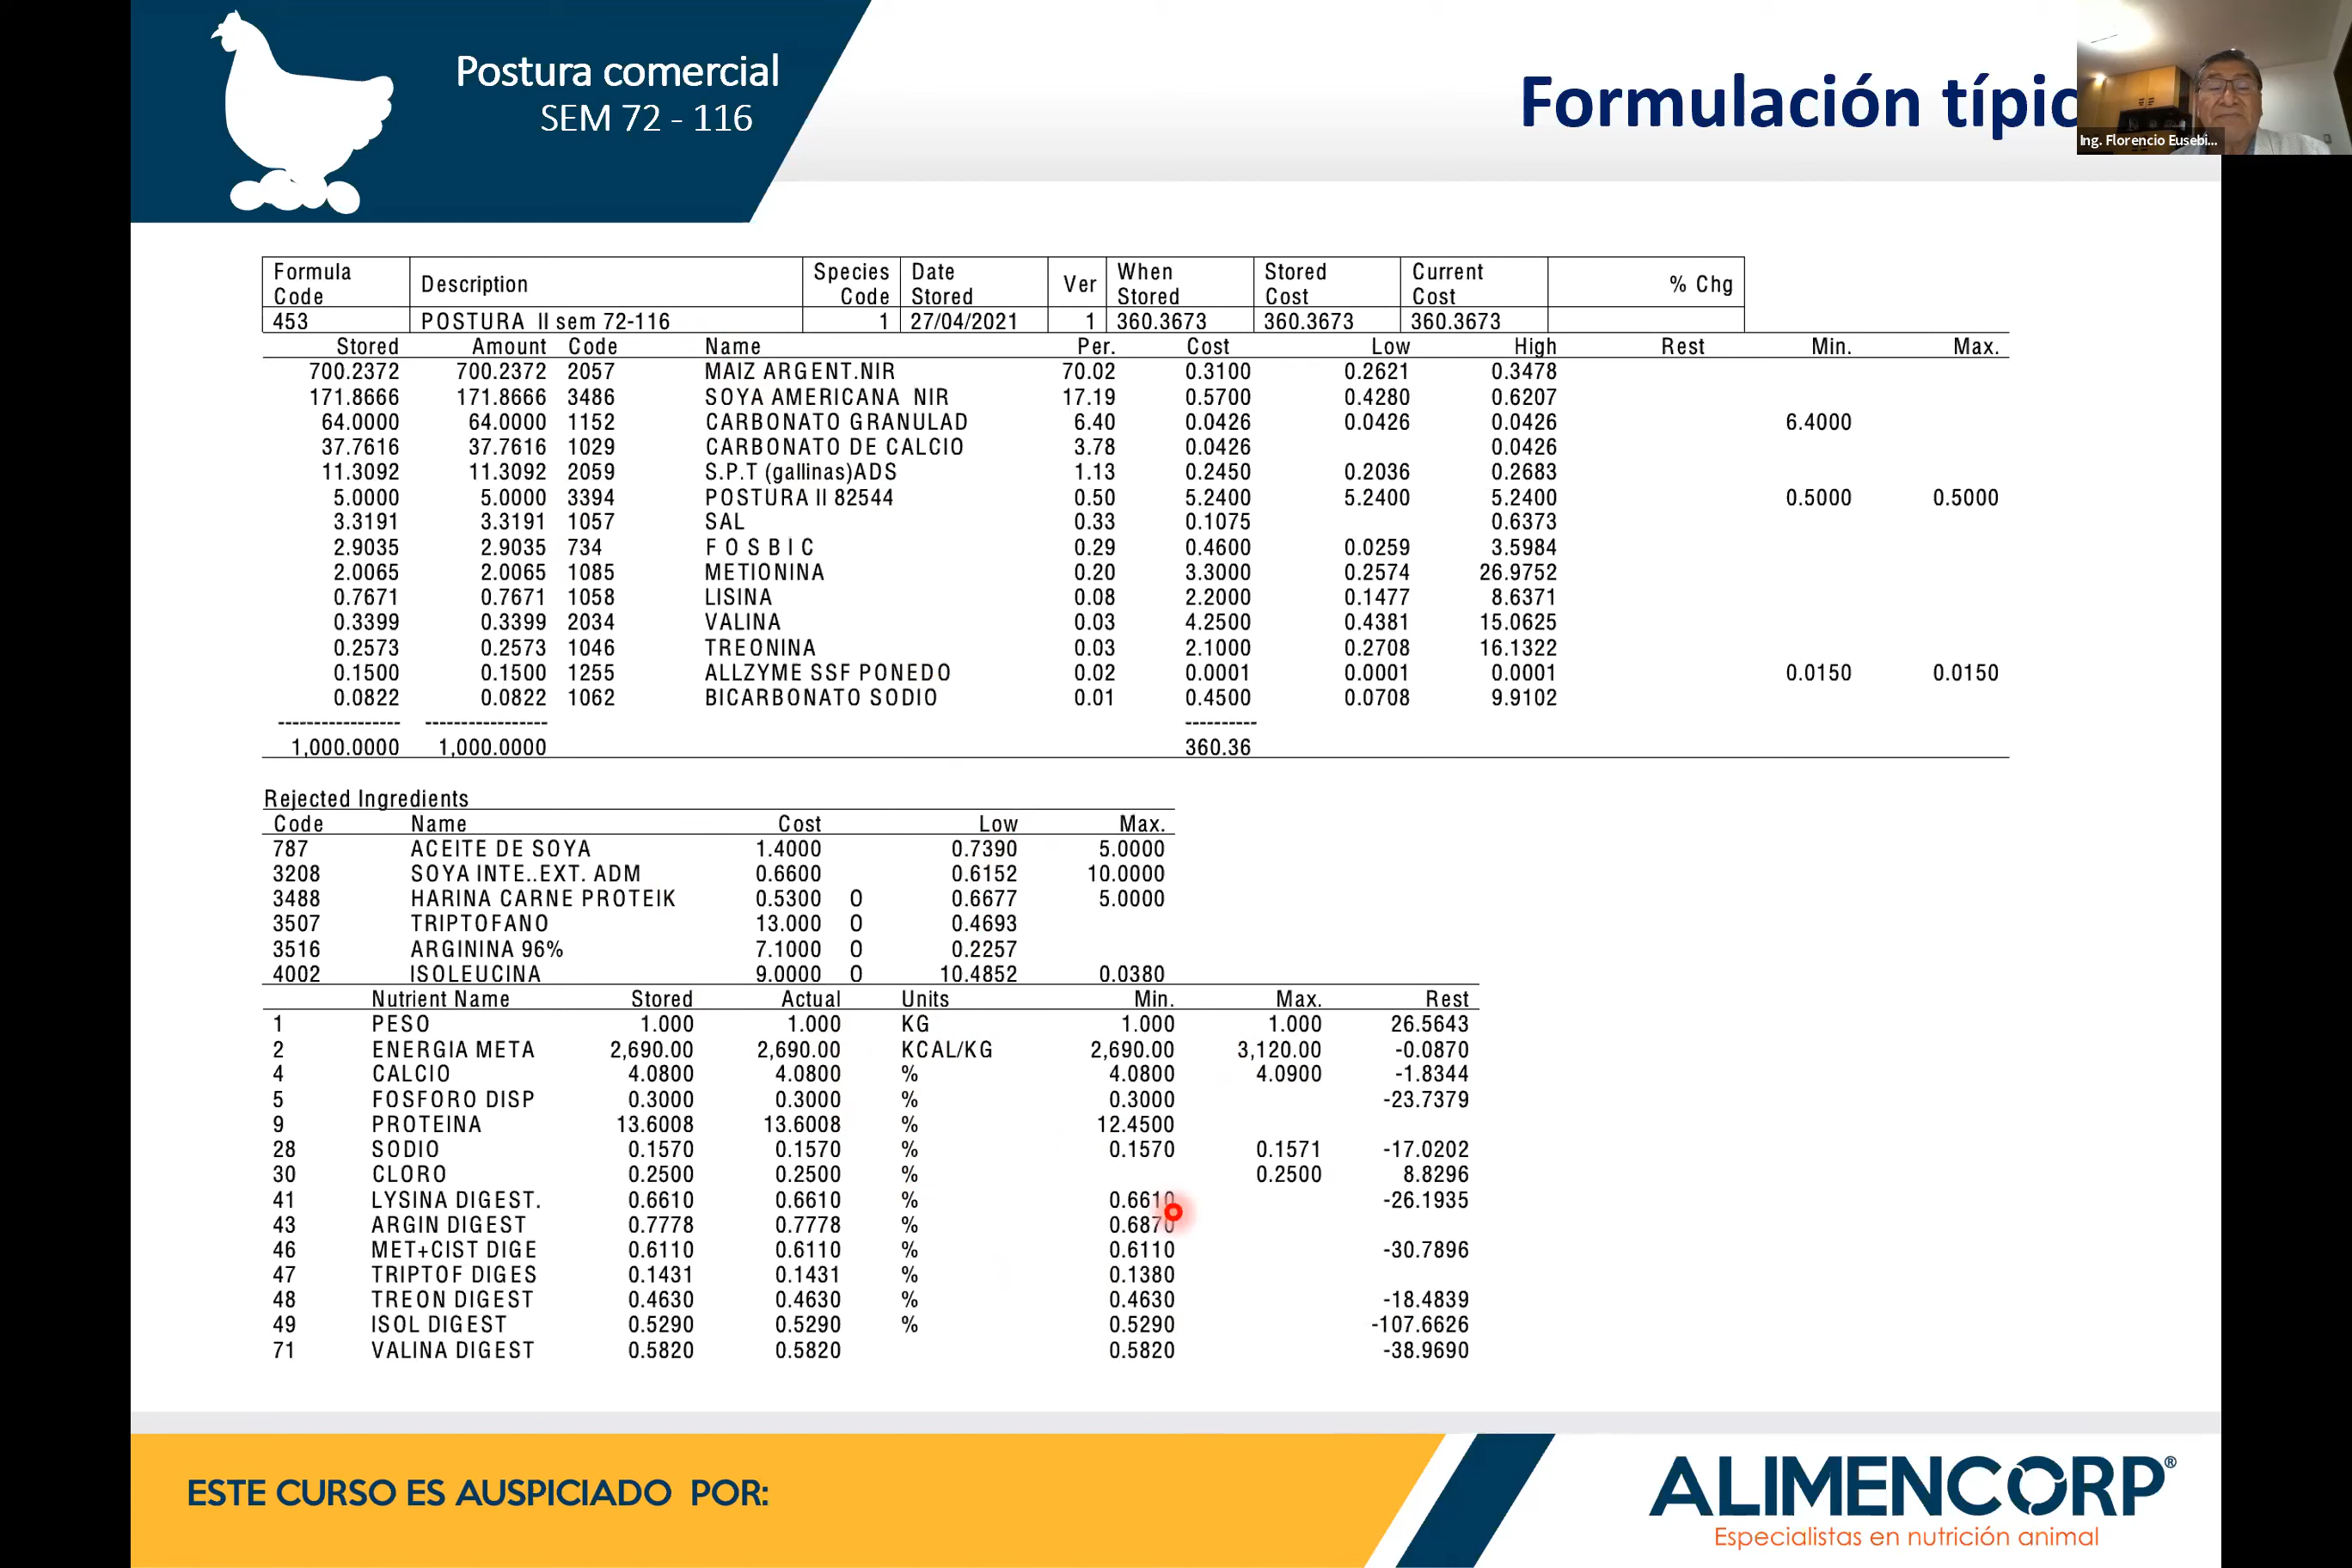 Postura comercial
SEM 72 - 116
Formulación típic
Ing. Florencio Eusebi...
Formula Code Description Species Code Date Stored Ver When Stored Stored Cost Current Cost % Chg
453 POSTURA II sem 72-116 1 27/04/2021 1 360.3673 360.3673 360.3673
Stored Amount Code Name Per. Cost Low High Rest Min. Max.
700.2372 700.2372 2057 MAIZ ARGENT.NIR 70.02 0.3100 0.2621 0.3478
171.8666 171.8666 3486 SOYA AMERICANA NIR 17.19 0.5700 0.4280 0.6207
64.0000 64.0000 1152 CARBONATO GRANULAD 6.40 0.0426 0.0426 0.0426 6.4000
37.7616 37.7616 1029 CARBONATO DE CALCIO 3.78 0.0426 0.0426
11.3092 11.3092 2059 S.P.T (gallinas)ADS 1.13 0.2450 0.2036 0.2683
5.0000 5.0000 3394 POSTURA II 82544 0.50 5.2400 5.2400 5.2400 0.5000 0.5000
3.3191 3.3191 1057 SAL 0.33 0.1075 0.6373
2.9035 2.9035 734 F O S B I C 0.29 0.4600 0.0259 3.5984
2.0065 2.0065 1085 METIONINA 0.20 3.3000 0.2574 26.9752
0.7671 0.7671 1058 LISINA 0.08 2.2000 0.1477 8.6371
0.3399 0.3399 2034 VALINA 0.03 4.2500 0.4381 15.0625
0.2573 0.2573 1046 TREONINA 0.03 2.1000 0.2708 16.1322
0.1500 0.1500 1255 ALLZYME SSF PONEDO 0.02 0.0001 0.0001 0.0001 0.0150 0.0150
0.0822 0.0822 1062 BICARBONATO SODIO 0.01 0.4500 0.0708 9.9102
----------------- ----------------- ----------
1,000.0000 1,000.0000 360.36
Rejected Ingredients
Code Name Cost Low Max.
787 ACEITE DE SOYA 1.4000 0.7390 5.0000
3208 SOYA INTE..EXT. ADM 0.6600 0.6152 10.0000
3488 HARINA CARNE PROTEIK 0.5300 O 0.6677 5.0000
3507 TRIPTOFANO 13.000 O 0.4693
3516 ARGININA 96% 7.1000 O 0.2257
4002 ISOLEUCINA 9.0000 O 10.4852 0.0380
Nutrient Name Stored Actual Units Min. Max. Rest
1 PESO 1.000 1.000 KG 1.000 1.000 26.5643
2 ENERGIA META 2,690.00 2,690.00 KCAL/KG 2,690.00 3,120.00 -0.0870
4 CALCIO 4.0800 4.0800 % 4.0800 4.0900 -1.8344
5 FOSFORO DISP 0.3000 0.3000 % 0.3000 -23.7379
9 PROTEINA 13.6008 13.6008 % 12.4500
28 SODIO 0.1570 0.1570 % 0.1570 0.1571 -17.0202
30 CLORO 0.2500 0.2500 % 0.2500 8.8296
41 LYSINA DIGEST. 0.6610 0.6610 % 0.6610 -26.1935
43 ARGIN DIGEST 0.7778 0.7778 % 0.6870
46 MET+CIST DIGE 0.6110 0.6110 % 0.6110 -30.7896
47 TRIPTOF DIGES 0.1431 0.1431 % 0.1380
48 TREON DIGEST 0.4630 0.4630 % 0.4630 -18.4839
49 ISOL DIGEST 0.5290 0.5290 % 0.5290 -107.6626
71 VALINA DIGEST 0.5820 0.5820 0.5820 -38.9690
ESTE CURSO ES AUSPICIADO POR:
ALIMENCORP®
Especialistas en nutrición animal